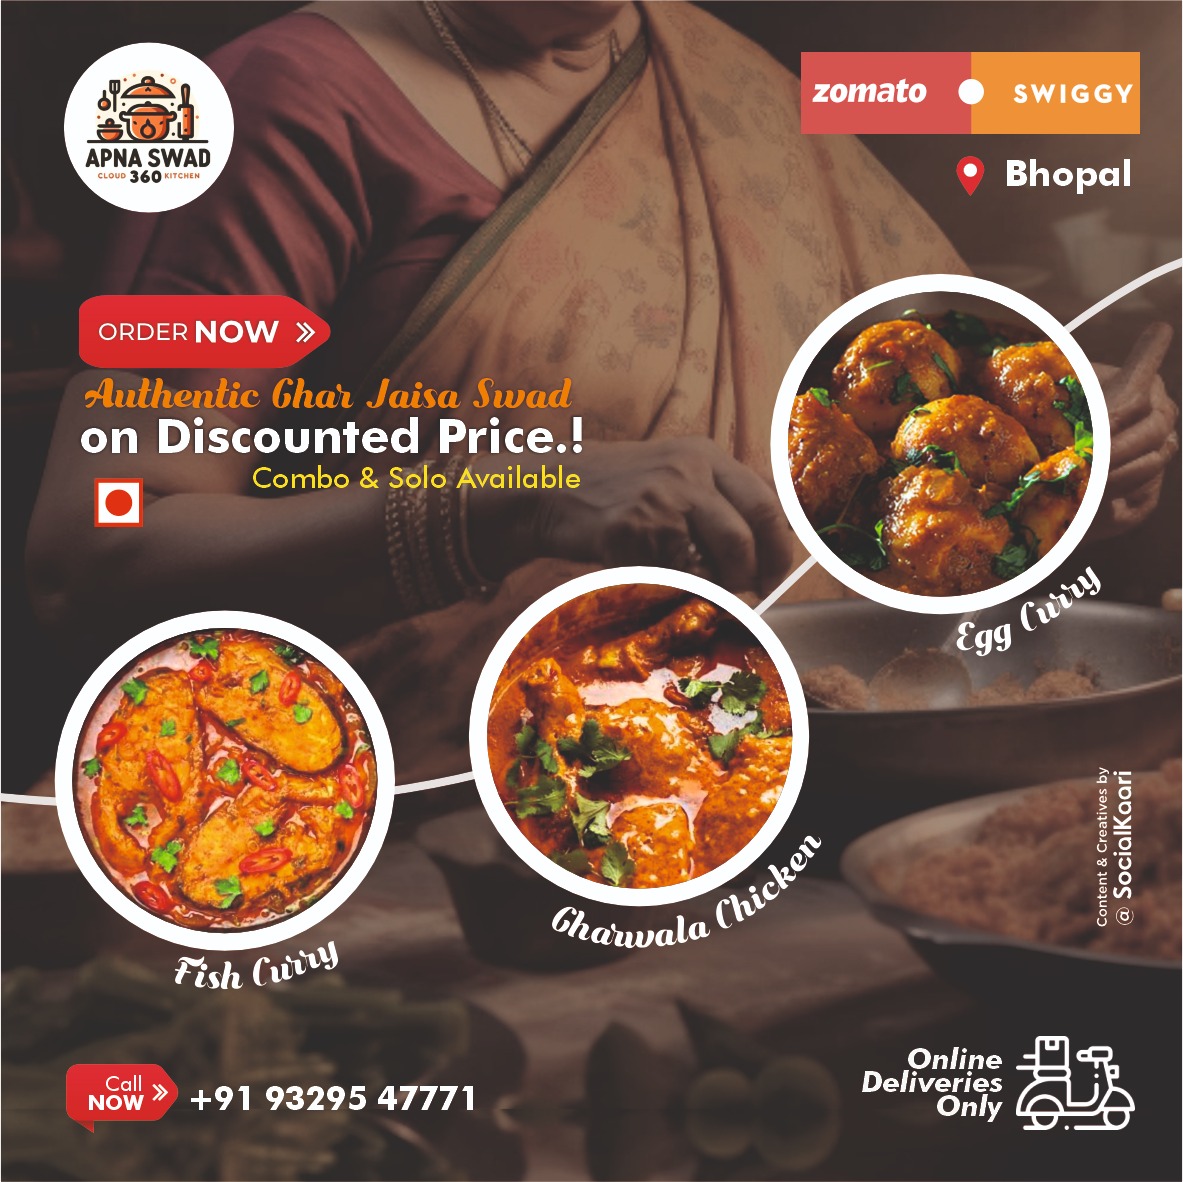 APNA SWAD
CLOUD 360 KITCHEN
zomato
SWIGGY
Bhopal
ORDER NOW
Authentic Ghar Jaisa Swad
on Discounted Price.!
Combo & Solo Available
Egg Curry
Gharwala Chicken
Fish Curry
Content & Creatives by
@ SocialKaari
Call
NOW
+91 93295 47771
Online
Deliveries
Only